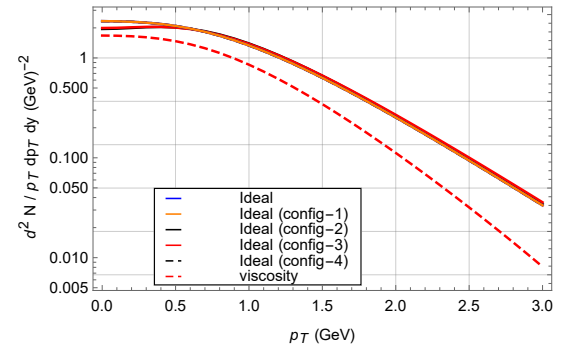 1
0.500
0.100
0.050
0.010
0.005
d² N / p_T dp_T dy (GeV)⁻²
Ideal
Ideal (config−1)
Ideal (config−2)
Ideal (config−3)
Ideal (config−4)
viscosity
0.0 0.5 1.0 1.5 2.0 2.5 3.0
p_T (GeV)